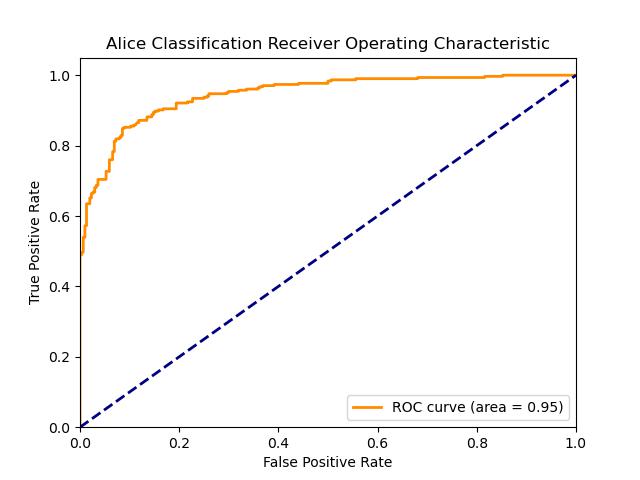 Alice Classification Receiver Operating Characteristic
1.0
0.8
0.6
0.4
0.2
0.0
True Positive Rate
ROC curve (area = 0.95)
0.0 0.2 0.4 0.6 0.8 1.0
False Positive Rate